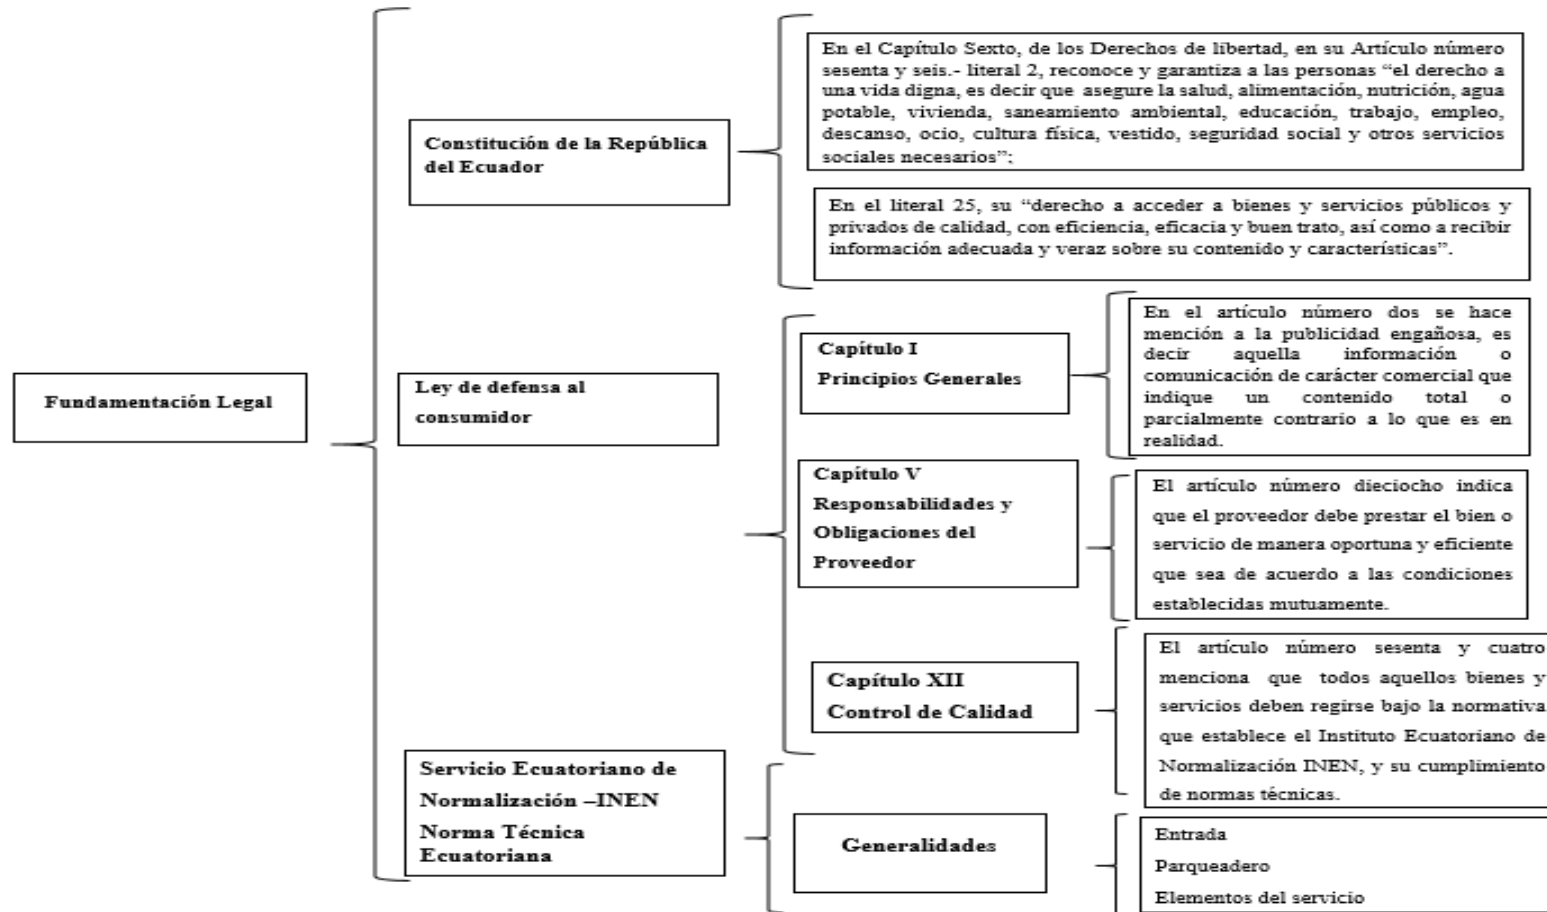 Fundamentación Legal
Constitución de la República
del Ecuador
En el Capítulo Sexto, de los Derechos de libertad, en su Artículo número
sesenta y seis.- literal 2, reconoce y garantiza a las personas “el derecho a
una vida digna, es decir que asegure la salud, alimentación, nutrición, agua
potable, vivienda, saneamiento ambiental, educación, trabajo, empleo,
descanso, ocio, cultura física, vestido, seguridad social y otros servicios
sociales necesarios”;
En el literal 25, su “derecho a acceder a bienes y servicios públicos y
privados de calidad, con eficiencia, eficacia y buen trato, así como a recibir
información adecuada y veraz sobre su contenido y características”.
Ley de defensa al
consumidor
Capítulo I
Principios Generales
En el artículo número dos se hace
mención a la publicidad engañosa, es
decir aquella información o
comunicación de carácter comercial que
indique un contenido total o
parcialmente contrario a lo que es en
realidad.
Capítulo V
Responsabilidades y
Obligaciones del
Proveedor
El artículo número dieciocho indica
que el proveedor debe prestar el bien o
servicio de manera oportuna y eficiente
que sea de acuerdo a las condiciones
establecidas mutuamente.
Capítulo XII
Control de Calidad
El artículo número sesenta y cuatro
menciona que todos aquellos bienes y
servicios deben regirse bajo la normativa
que establece el Instituto Ecuatoriano de
Normalización INEN, y su cumplimiento
de normas técnicas.
Servicio Ecuatoriano de
Normalización –INEN
Norma Técnica
Ecuatoriana
Generalidades
Entrada
Parqueadero
Elementos del servicio